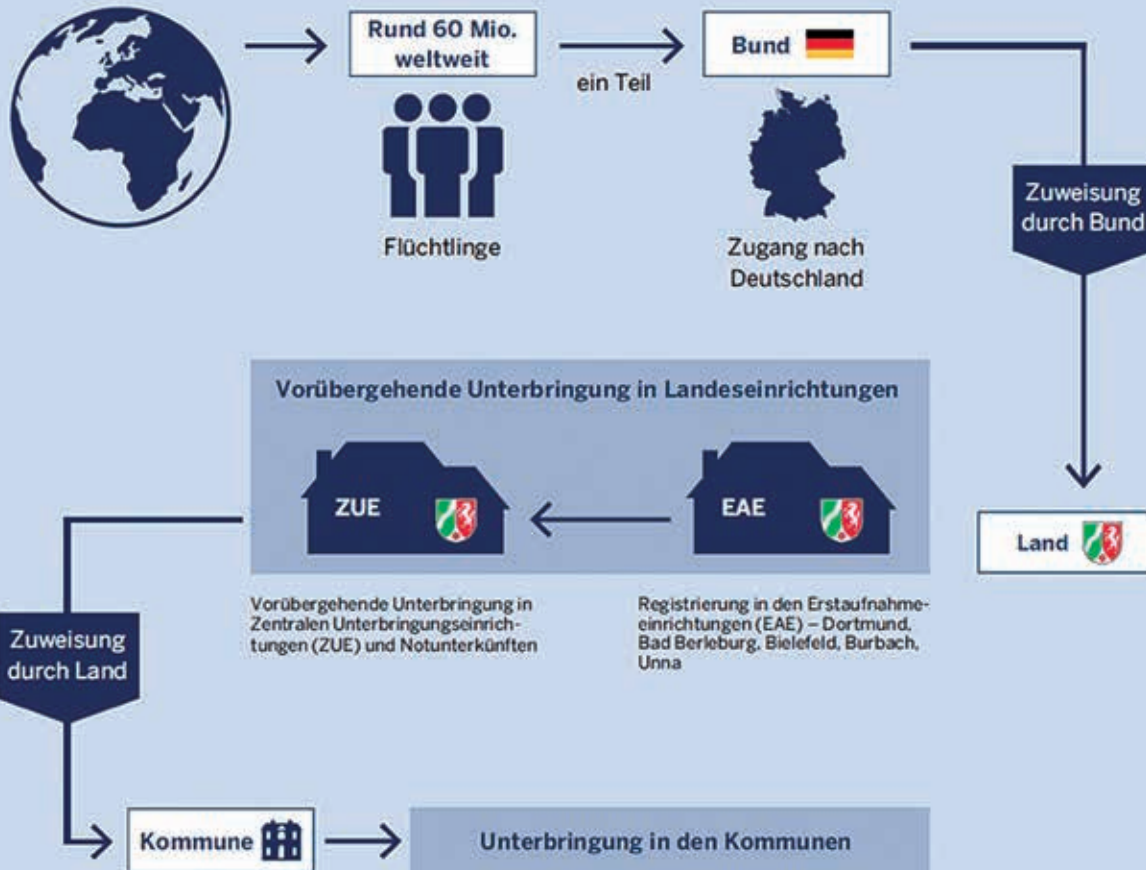 Rund 60 Mio.
weltweit
ein Teil
Bund
Flüchtlinge
Zugang nach
Deutschland
Zuweisung
durch Bund
Land
Vorübergehende Unterbringung in Landeseinrichtungen
EAE
Registrierung in den Erstaufnahme-
einrichtungen (EAE) – Dortmund,
Bad Berleburg, Bielefeld, Burbach,
Unna
ZUE
Vorübergehende Unterbringung in
Zentralen Unterbringungseinrich-
tungen (ZUE) und Notunterkünften
Zuweisung
durch Land
Kommune
Unterbringung in den Kommunen